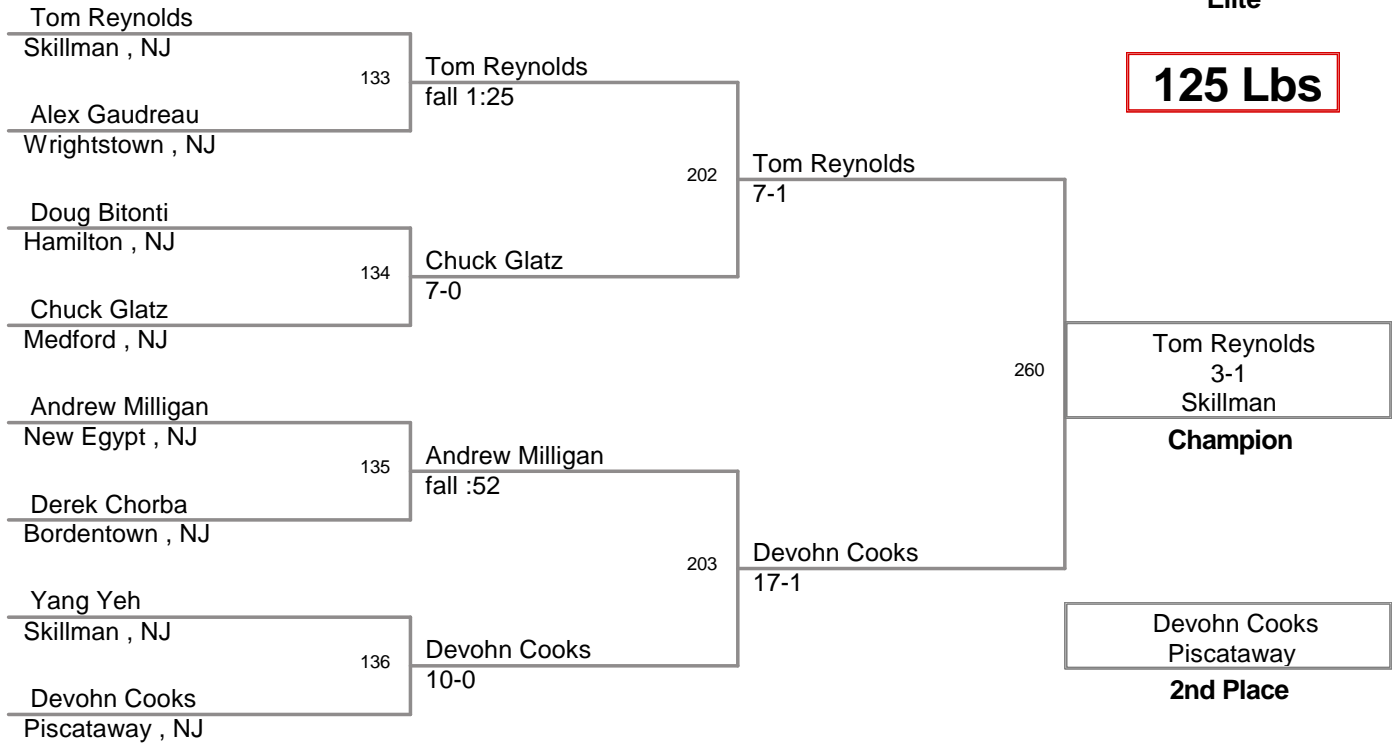 Elite
125 Lbs
Tom Reynolds
Skillman , NJ
133
Alex Gaudreau
Wrightstown , NJ
Tom Reynolds
fall 1:25
Doug Bitonti
Hamilton , NJ
134
Chuck Glatz
Medford , NJ
Chuck Glatz
7-0
202
Tom Reynolds
7-1
Andrew Milligan
New Egypt , NJ
135
Derek Chorba
Bordentown , NJ
Andrew Milligan
fall :52
Yang Yeh
Skillman , NJ
136
Devohn Cooks
Piscataway , NJ
Devohn Cooks
10-0
203
Devohn Cooks
17-1
260
Tom Reynolds
3-1
Skillman
Champion
Devohn Cooks
Piscataway
2nd Place